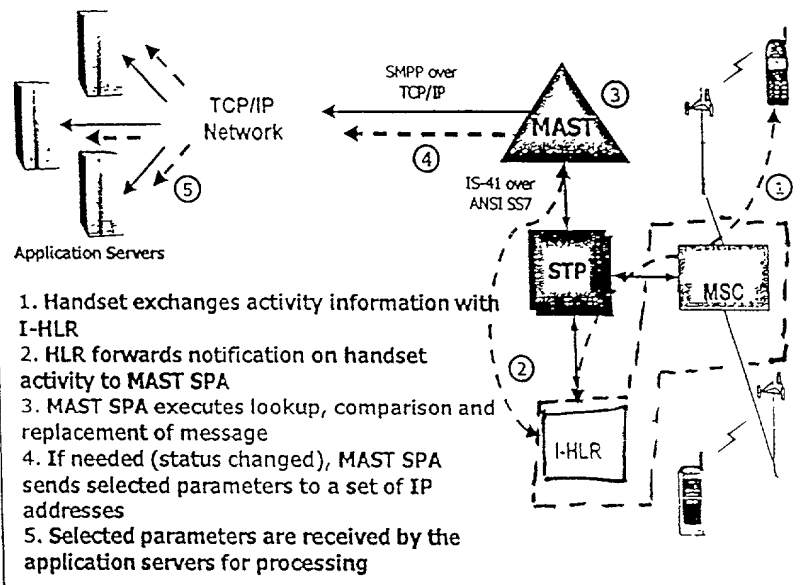 SMPP over
TCP/IP
3
TCP/IP
Network
MAST
4
1
5
IS-41 over
ANSI SS7
Application Servers
STP
MSC
1. Handset exchanges activity information with
I-HLR
2. HLR forwards notification on handset
activity to MAST SPA
2
3. MAST SPA executes lookup, comparison and
replacement of message
I-HLR
4. If needed (status changed), MAST SPA
sends selected parameters to a set of IP
addresses
5. Selected parameters are received by the
application servers for processing